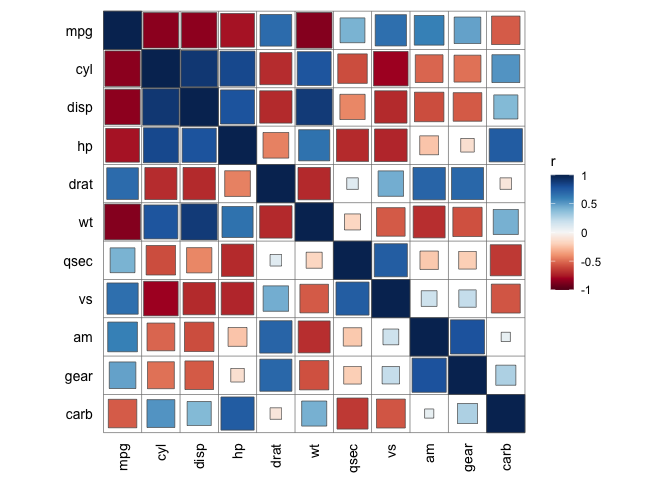 mpg
cyl
disp
hp
drat
wt
qsec
vs
am
gear
carb
mpg
cyl
disp
hp
drat
wt
qsec
vs
am
gear
carb
r
1
0.5
0
-0.5
-1